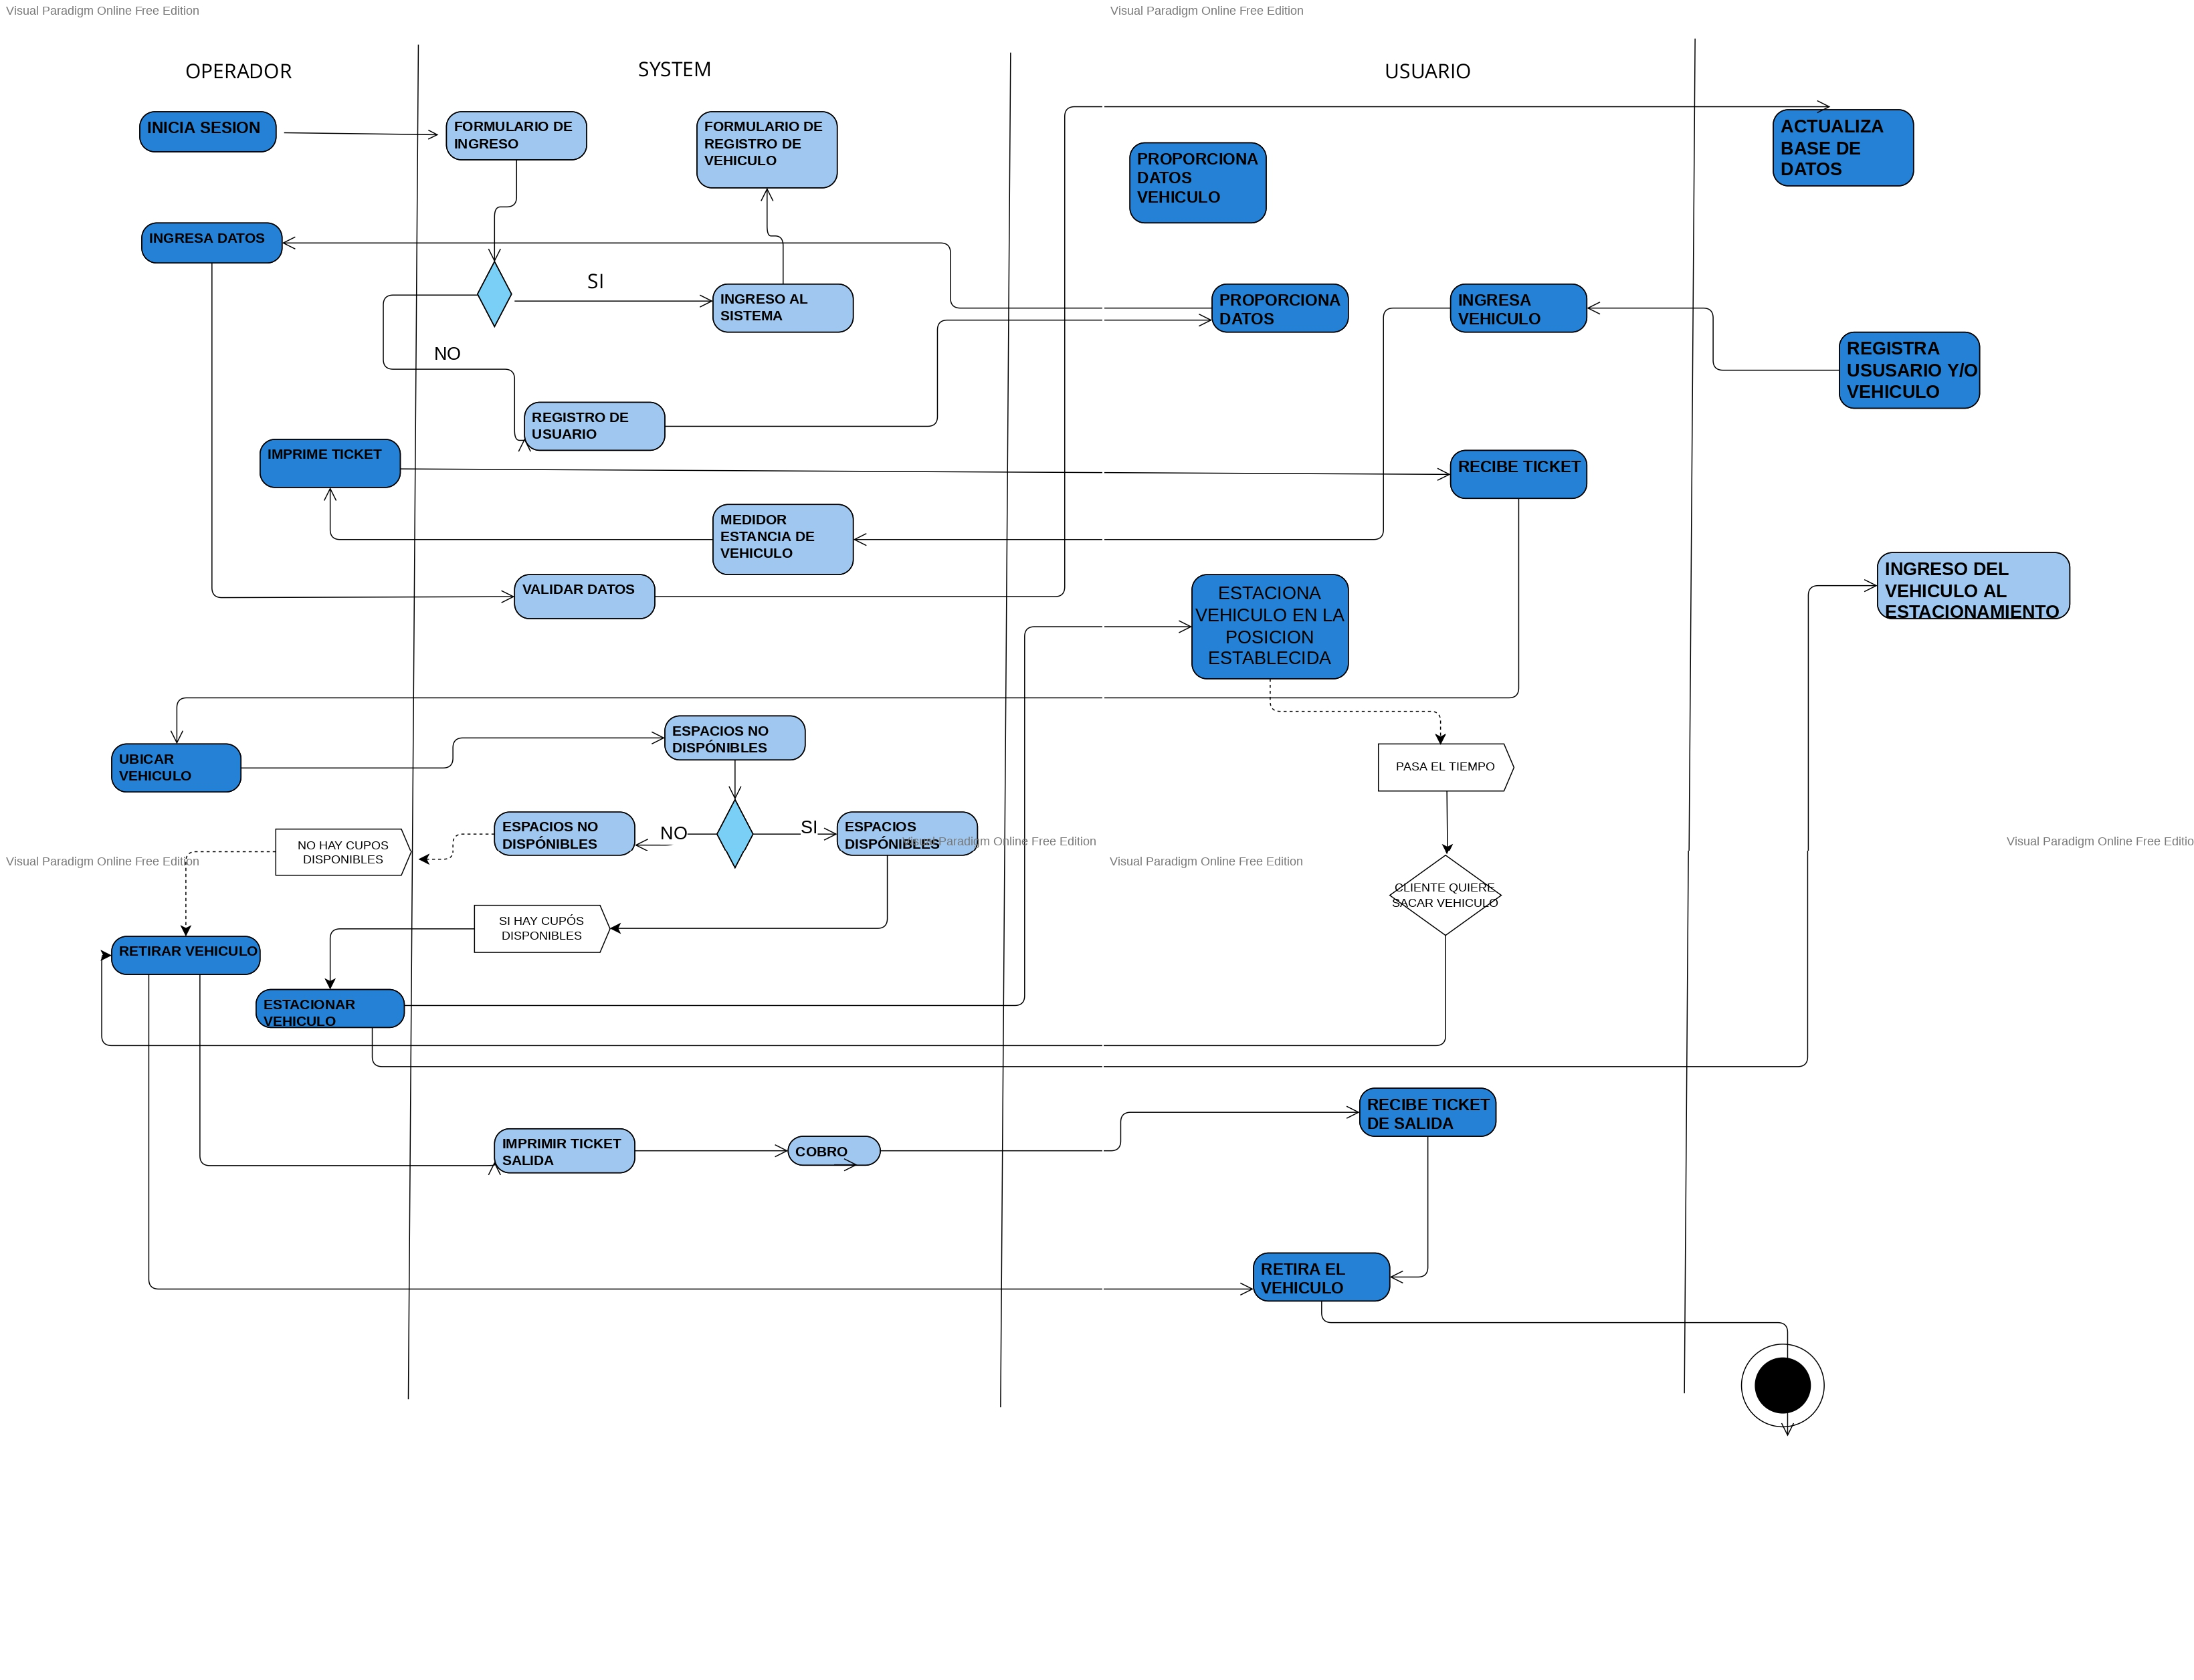 Visual Paradigm Online Free Edition
Visual Paradigm Online Free Edition
OPERADOR
SYSTEM
USUARIO
INICIA SESION
FORMULARIO DE
INGRESO
FORMULARIO DE
REGISTRO DE
VEHICULO
PROPORCIONA
DATOS
VEHICULO
ACTUALIZA
BASE DE
DATOS
INGRESA DATOS
SI
INGRESO AL
SISTEMA
PROPORCIONA
DATOS
INGRESA
VEHICULO
NO
REGISTRA
USUSARIO Y/O
VEHICULO
REGISTRO DE
USUARIO
IMPRIME TICKET
RECIBE TICKET
MEDIDOR
ESTANCIA DE
VEHICULO
VALIDAR DATOS
ESTACIONA
VEHICULO EN LA
POSICION
ESTABLECIDA
INGRESO DEL
VEHICULO AL
ESTACIONAMIENTO
ESPACIOS NO
DISPÓNIBLES
UBICAR
VEHICULO
PASA EL TIEMPO
NO HAY CUPOS
DISPONIBLES
ESPACIOS NO
DISPÓNIBLES
NO
SI
ESPACIOS
DISPÓNIBLES
Visual Paradigm Online Free Edition
Visual Paradigm Online Free Editio
Visual Paradigm Online Free Edition
Visual Paradigm Online Free Edition
CLIENTE QUIERE
SACAR VEHICULO
SI HAY CUPÓS
DISPONIBLES
RETIRAR VEHICULO
ESTACIONAR
VEHICULO
RECIBE TICKET
DE SALIDA
IMPRIMIR TICKET
SALIDA
COBRO
RETIRA EL
VEHICULO